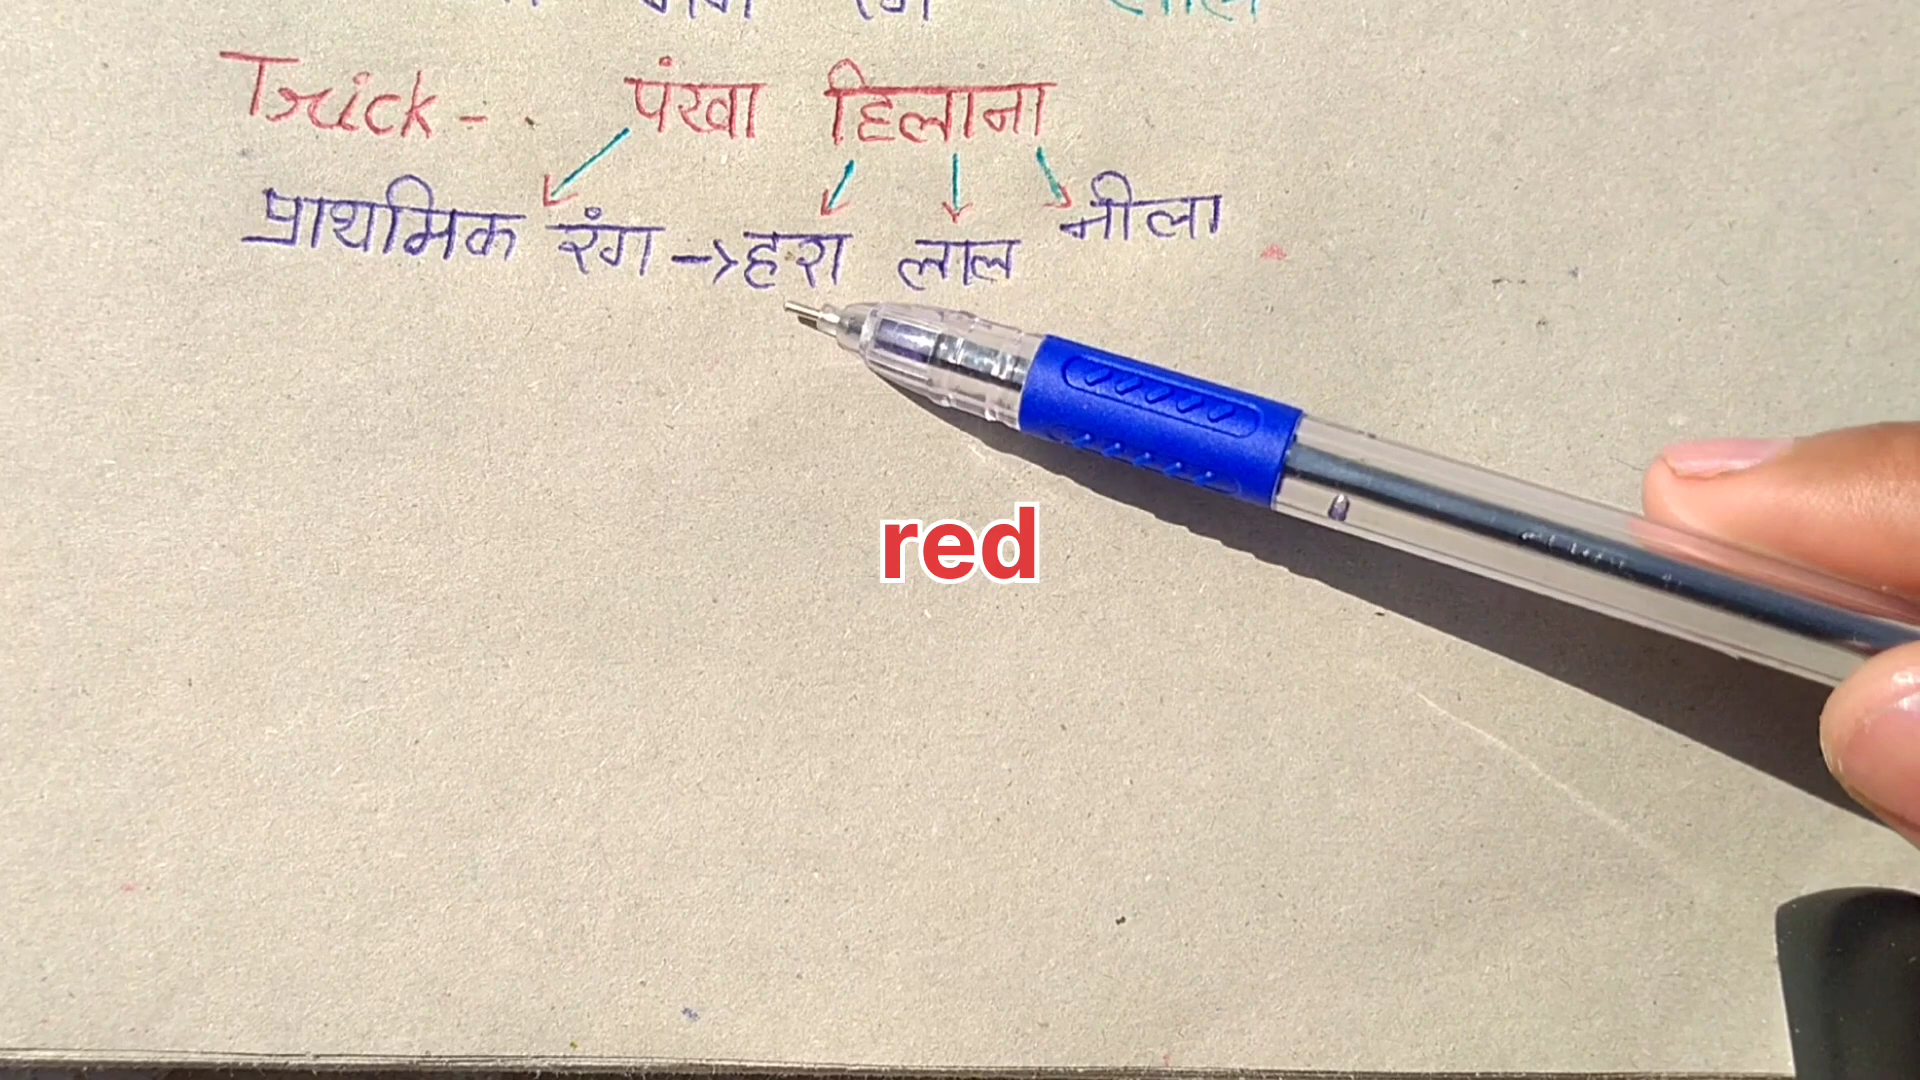 Trick - पंखा हिलाना
प्राथमिक रंग → हरा लाल नीला
red